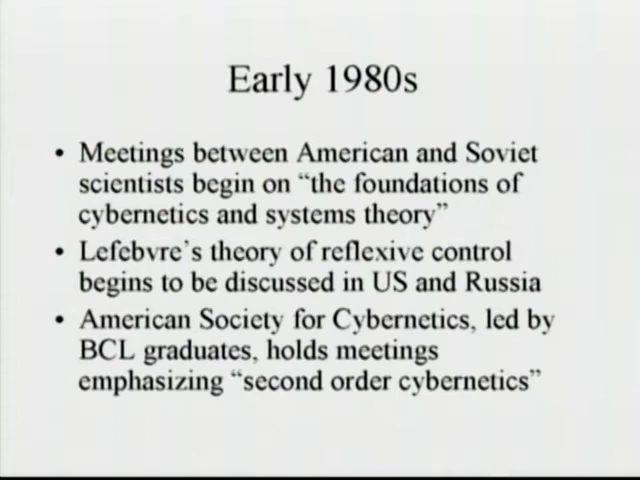 Early 1980s
• Meetings between American and Soviet
scientists begin on “the foundations of
cybernetics and systems theory”
• Lefebvre’s theory of reflexive control
begins to be discussed in US and Russia
• American Society for Cybernetics, led by
BCL graduates, holds meetings
emphasizing “second order cybernetics”